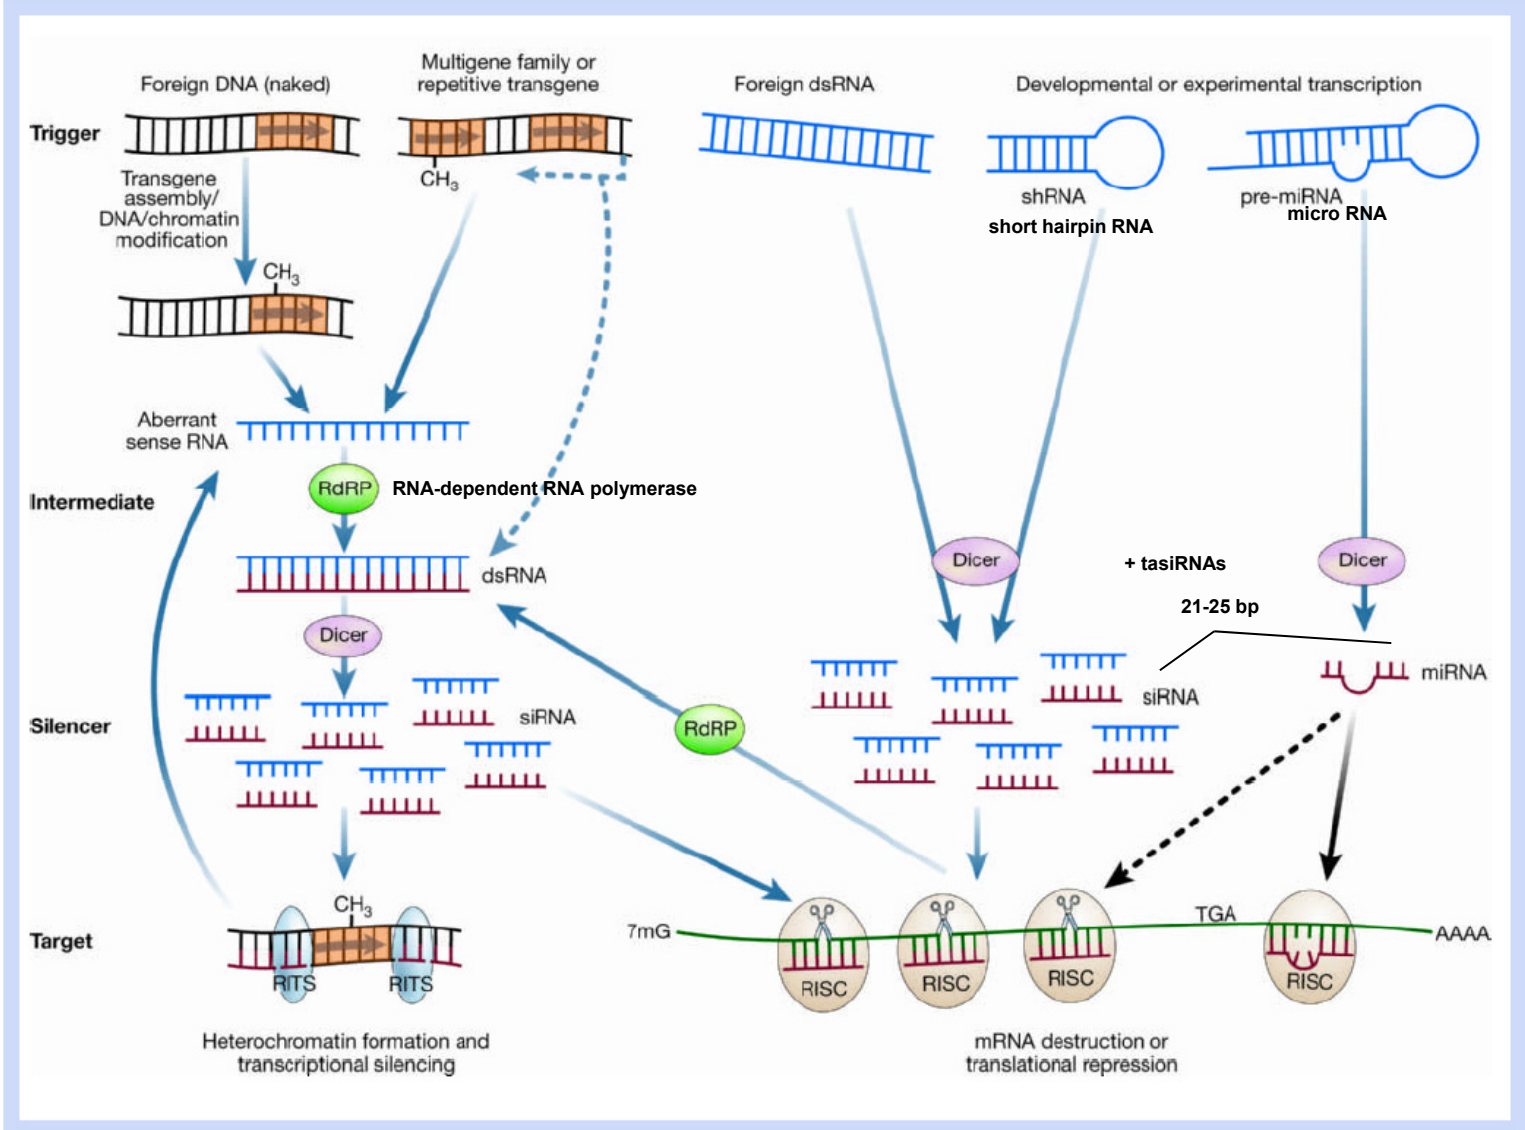 Foreign DNA (naked)
Multigene family or
repetitive transgene
Foreign dsRNA
Developmental or experimental transcription
Trigger
CH3
Transgene
assembly/
DNA/chromatin
modification
shRNA
short hairpin RNA
pre-miRNA
micro RNA
CH3
Aberrant
sense RNA
Intermediate
RdRP
RNA-dependent RNA polymerase
dsRNA
Dicer
Dicer
+ tasiRNAs
Dicer
21-25 bp
Silencer
siRNA
RdRP
siRNA
miRNA
Target
CH3
RITS
RITS
7mG
TGA
AAAA
RISC
RISC
RISC
RISC
Heterochromatin formation and
transcriptional silencing
mRNA destruction or
translational repression